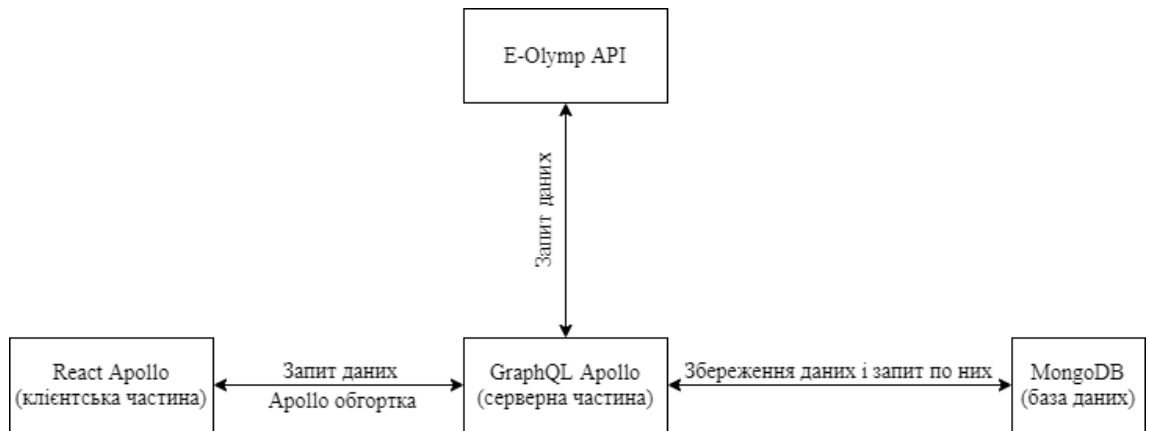 E-Olymp API
Запит даних
React Apollo
(клієнтська частина)
Запит даних
Apollo обгортка
GraphQL Apollo
(серверна частина)
Збереження даних і запит по них
MongoDB
(база даних)